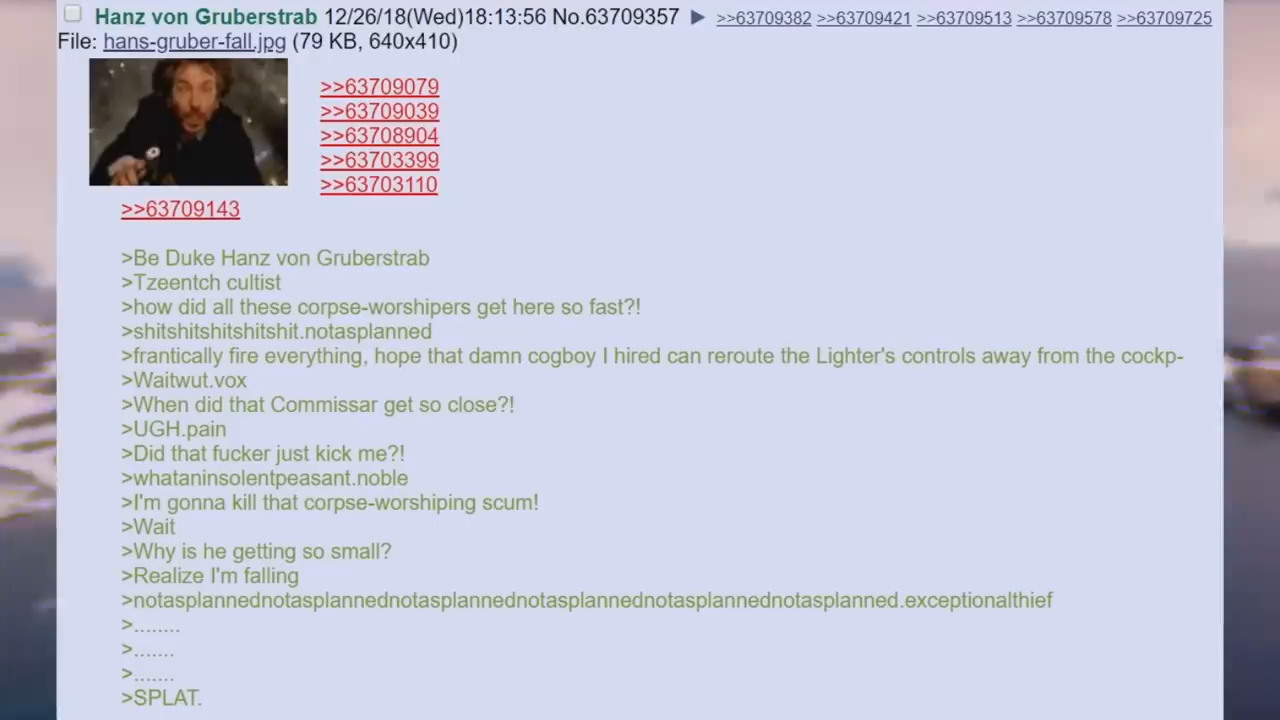 Hanz von Gruberstrab 12/26/18(Wed)18:13:56 No.63709357 ▶ >>63709382 >>63709421 >>63709513 >>63709578 >>63709725
File: hans-gruber-fall.jpg (79 KB, 640x410)
>>63709079
>>63709039
>>63708904
>>63703399
>>63703110
>>63709143
>Be Duke Hanz von Gruberstrab
>Tzeentch cultist
>how did all these corpse-worshipers get here so fast?!
>shitshitshitshitshit.notasplanned
>frantically fire everything, hope that damn cogboy I hired can reroute the Lighter's controls away from the cockp-
>Waitwut.vox
>When did that Commissar get so close?!
>UGH.pain
>Did that fucker just kick me?!
>whataninsolentpeasant.noble
>I'm gonna kill that corpse-worshiping scum!
>Wait
>Why is he getting so small?
>Realize I'm falling
>notasplannednotasplannednotasplannednotasplannednotasplannednotasplanned.exceptionalthief
>........
>.......
>.......
>SPLAT.